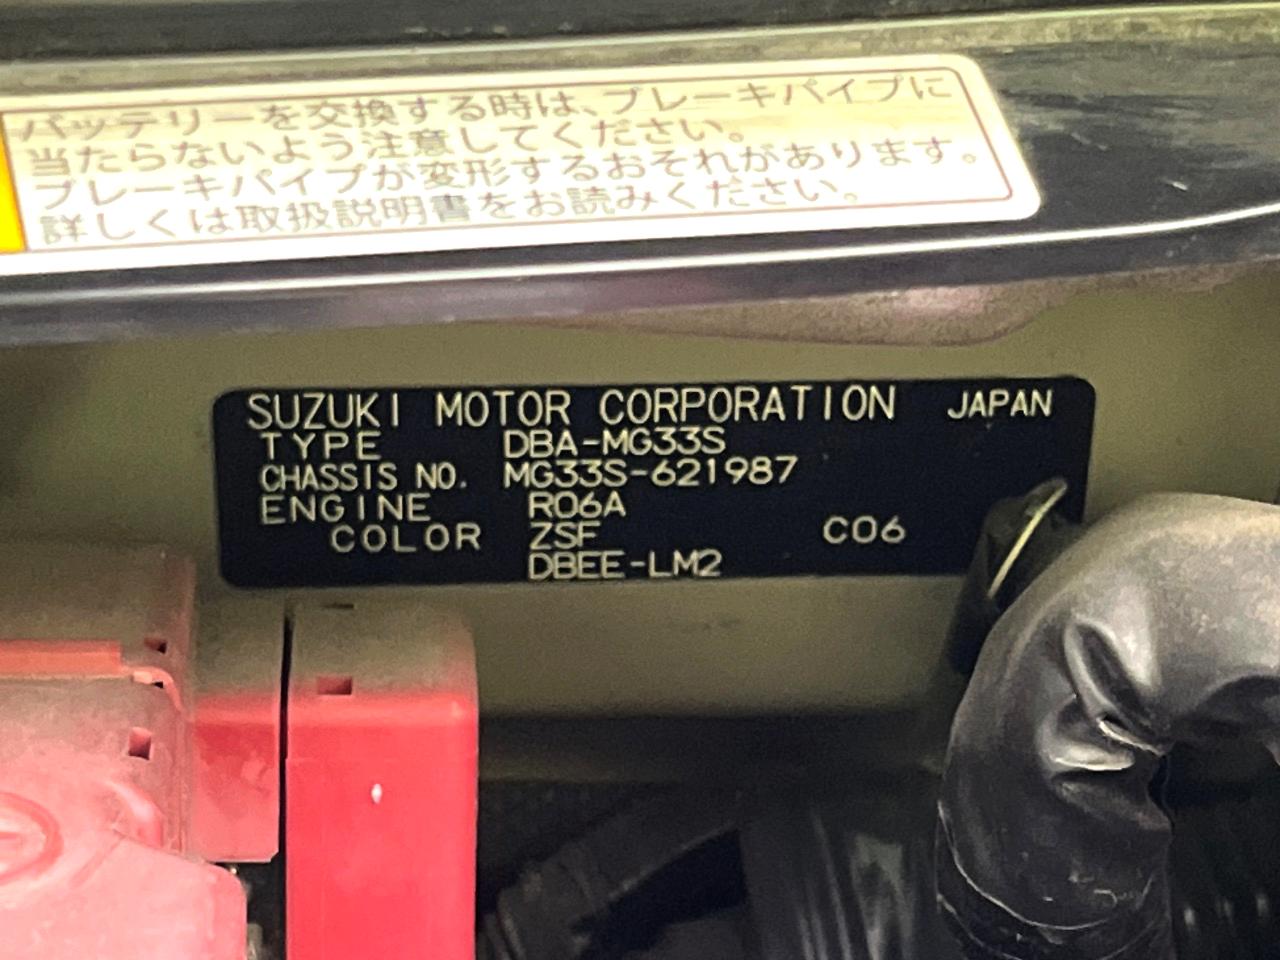 バッテリーを交換する時は、ブレーキパイプに
当たらないよう注意してください。
ブレーキパイプが変形するおそれがあります。
詳しくは取扱説明書をお読みください。
SUZUKI MOTOR CORPORATION JAPAN
TYPE DBA-MG33S
CHASSIS NO. MG33S-621987
ENGINE R06A
COLOR ZSF C06
DBEE-LM2